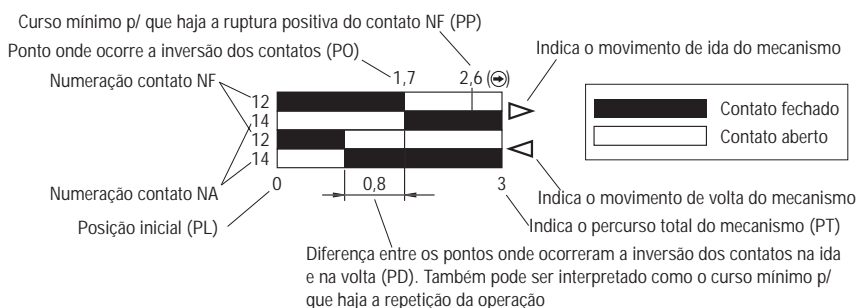 Curso mínimo p/ que haja a ruptura positiva do contato NF (PP)
Ponto onde ocorre a inversão dos contatos (PO)
Indica o movimento de ida do mecanismo
Numeração contato NF
1,7
2,6
12
14
12
14
Contato fechado
Contato aberto
Numeração contato NA
0
0,8
3
Indica o movimento de volta do mecanismo
Posição inicial (PL)
Indica o percurso total do mecanismo (PT)
Diferença entre os pontos onde ocorreram a inversão dos contatos na ida
e na volta (PD). Também pode ser interpretado como o curso mínimo p/
que haja a repetição da operação